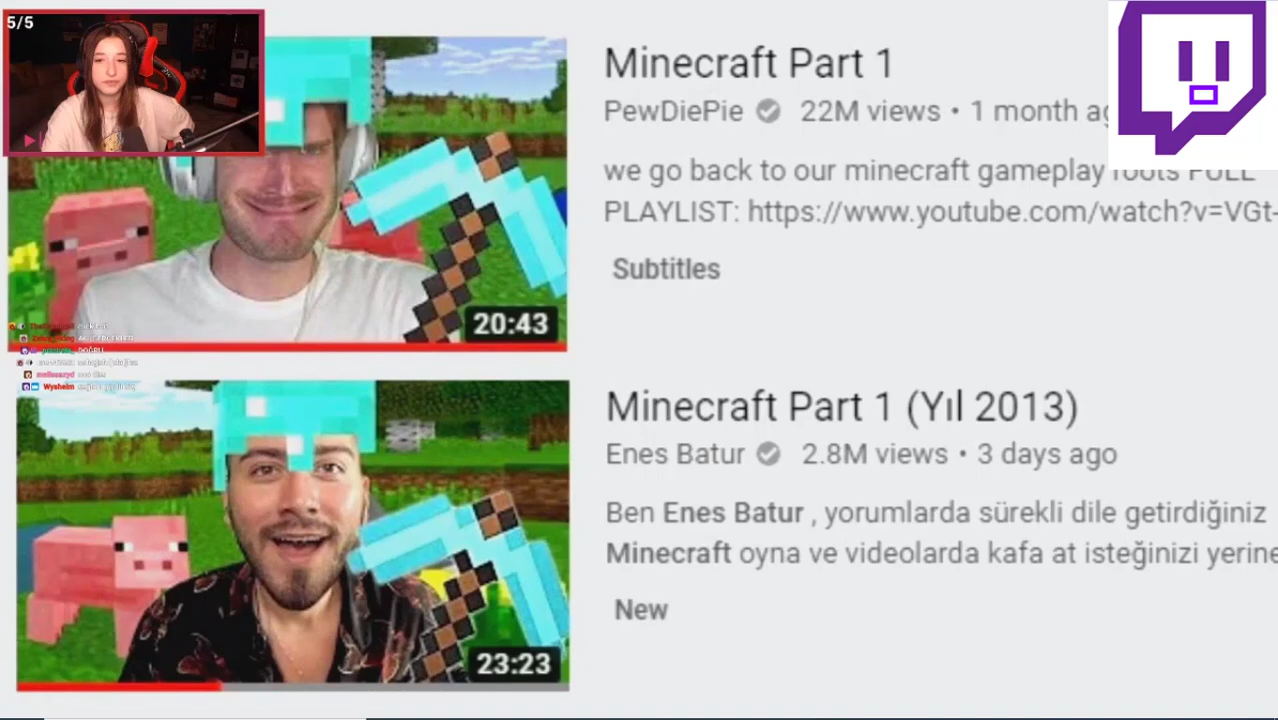 5/5
Minecraft Part 1
PewDiePie 22M views • 1 month
we go back to our minecraft gameplay roots FULL
PLAYLIST: https://www.youtube.com/watch?v=VGt-
Subtitles
20:43
DOĞRU
Wysheim
Minecraft Part 1 (Yıl 2013)
Enes Batur 2.8M views • 3 days ago
Ben Enes Batur , yorumlarda sürekli dile getirdiğiniz
Minecraft oyna ve videolarda kafa at isteğinizi yerine
New
23:23